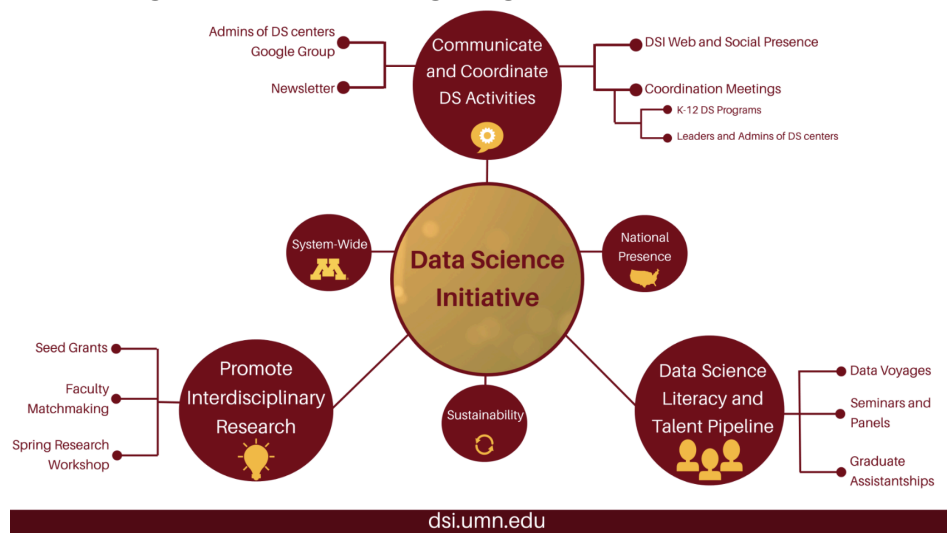 Admins of DS centers
Google Group
Newsletter
Communicate
and Coordinate
DS Activities
DSI Web and Social Presence
Coordination Meetings
K-12 DS Programs
Leaders and Admins of DS centers
System-Wide
M
Data Science
Initiative
National
Presence
Seed Grants
Faculty
Matchmaking
Spring Research
Workshop
Promote
Interdisciplinary
Research
Sustainability
Data Science
Literacy and
Talent Pipeline
Data Voyages
Seminars and
Panels
Graduate
Assistantships
dsi.umn.edu